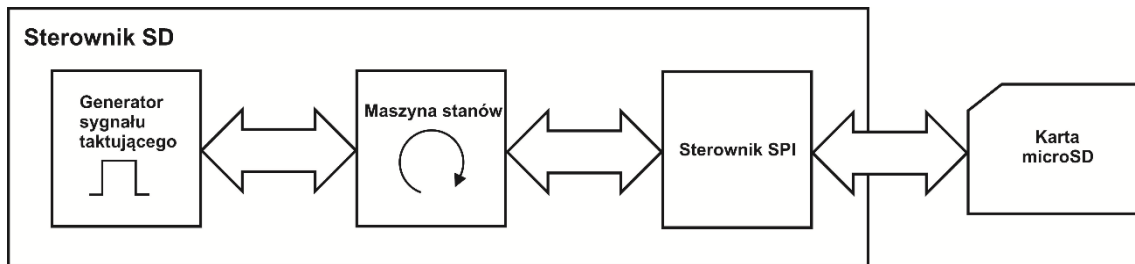 Sterownik SD
Generator
sygnału
taktującego
Maszyna stanów
Sterownik SPI
Karta
microSD